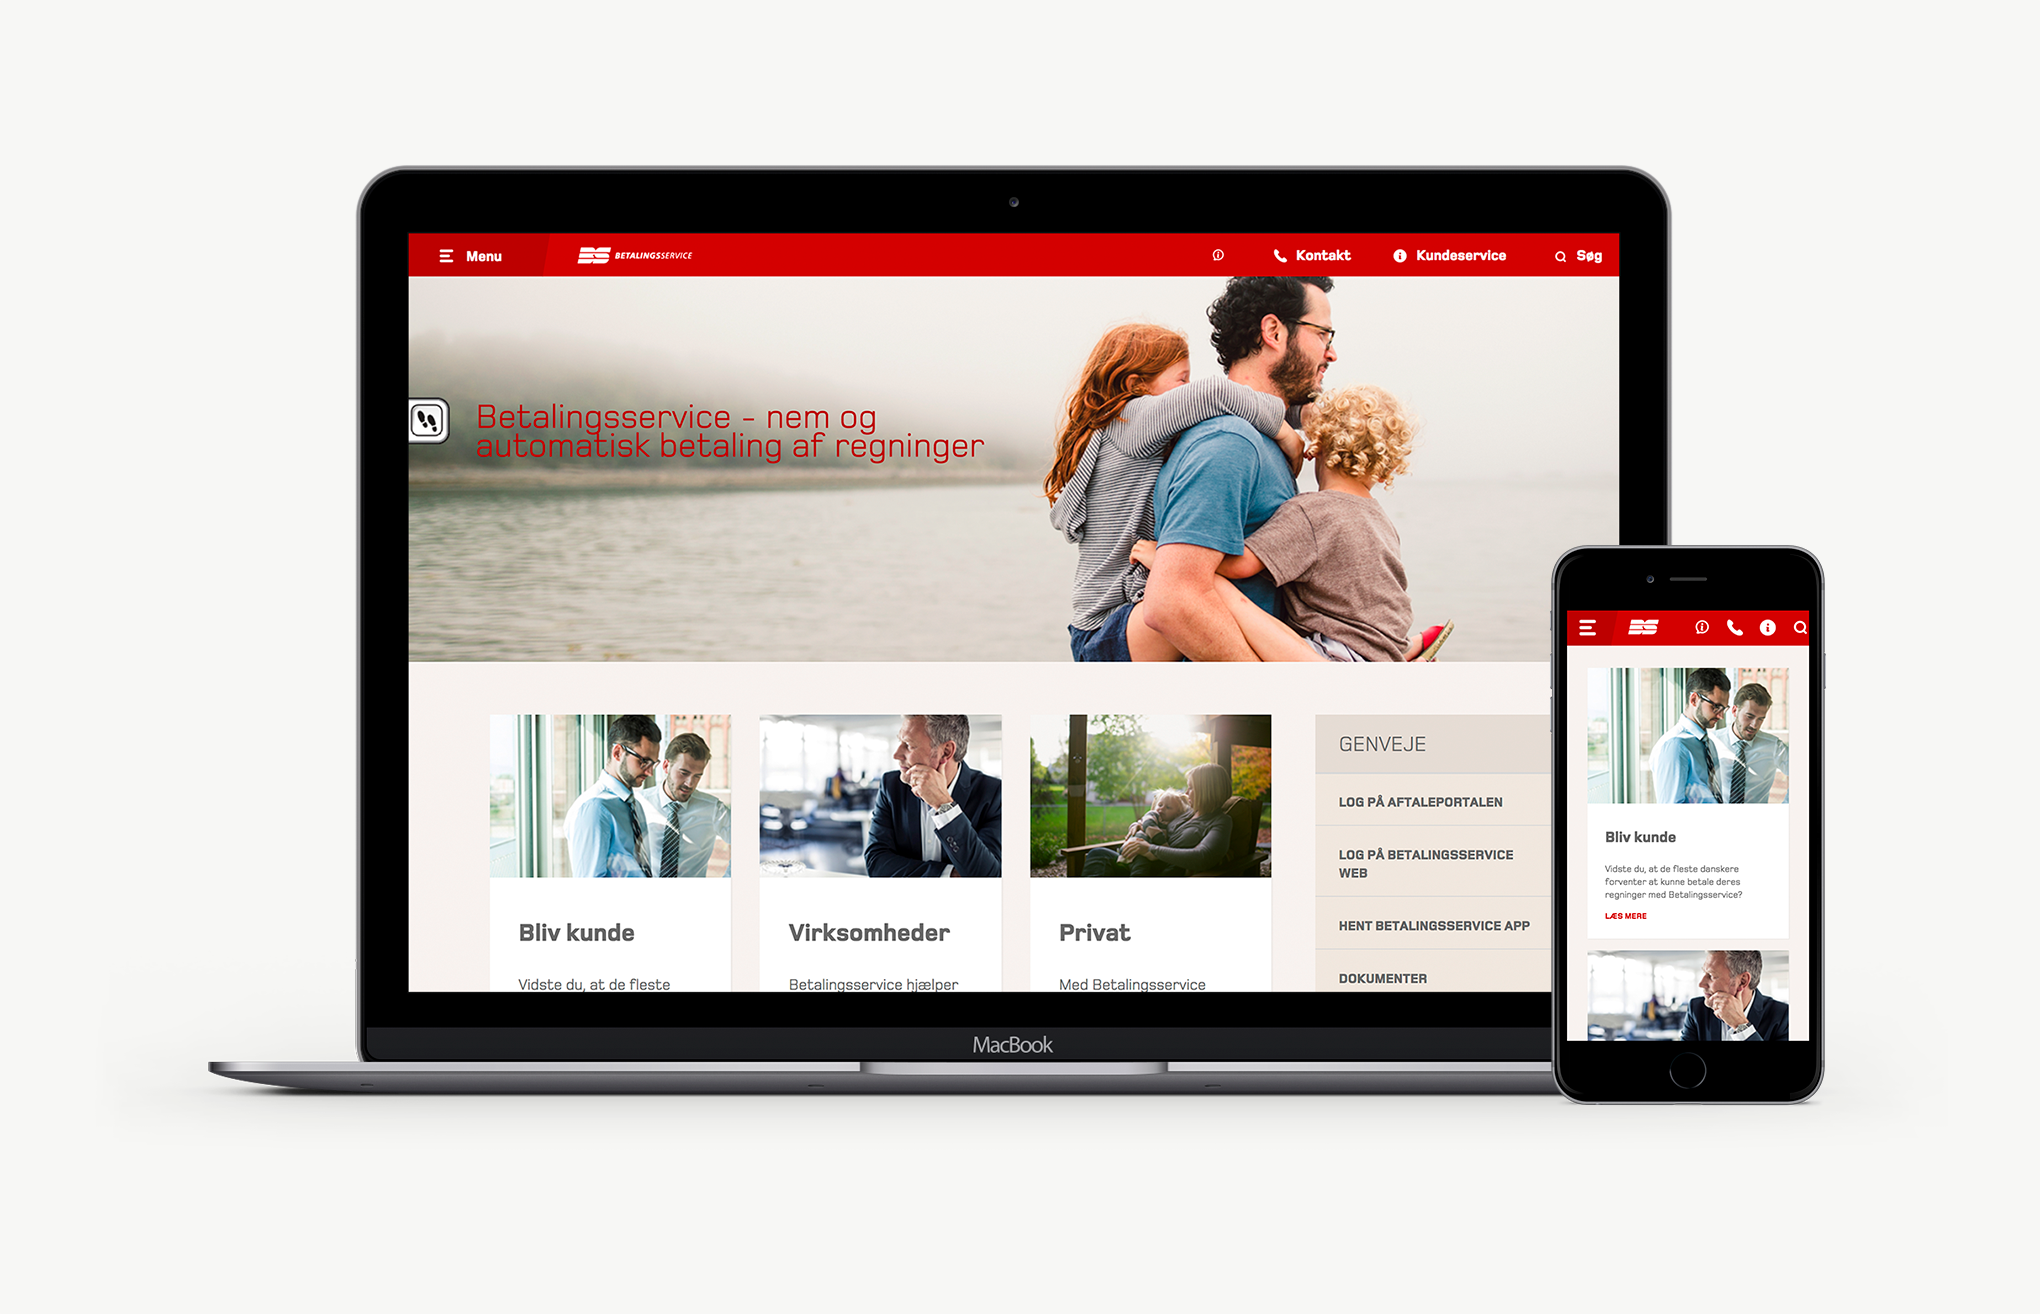 Menu
BETALINGSSERVICE
Kontakt
Kundeservice
Søg
Betalingsservice - nem og
automatisk betaling af regninger
Bliv kunde
Vidste du, at de fleste
Virksomheder
Betalingsservice hjælper
Privat
Med Betalingsservice
GENVEJE
LOG PÅ AFTALEPORTALEN
LOG PÅ BETALINGSSERVICE
WEB
HENT BETALINGSSERVICE APP
DOKUMENTER
MacBook
BS
Bliv kunde
Vidste du, at de fleste danskere
forventer at kunne betale deres
regninger med Betalingsservice?
LÆS MERE